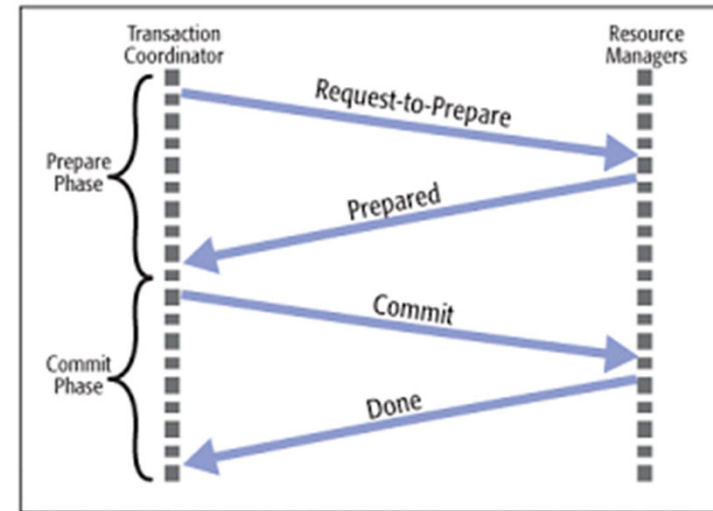 Transaction
Coordinator
Resource
Managers
Request-to-Prepare
Prepare
Phase
Prepared
Commit
Commit
Phase
Done